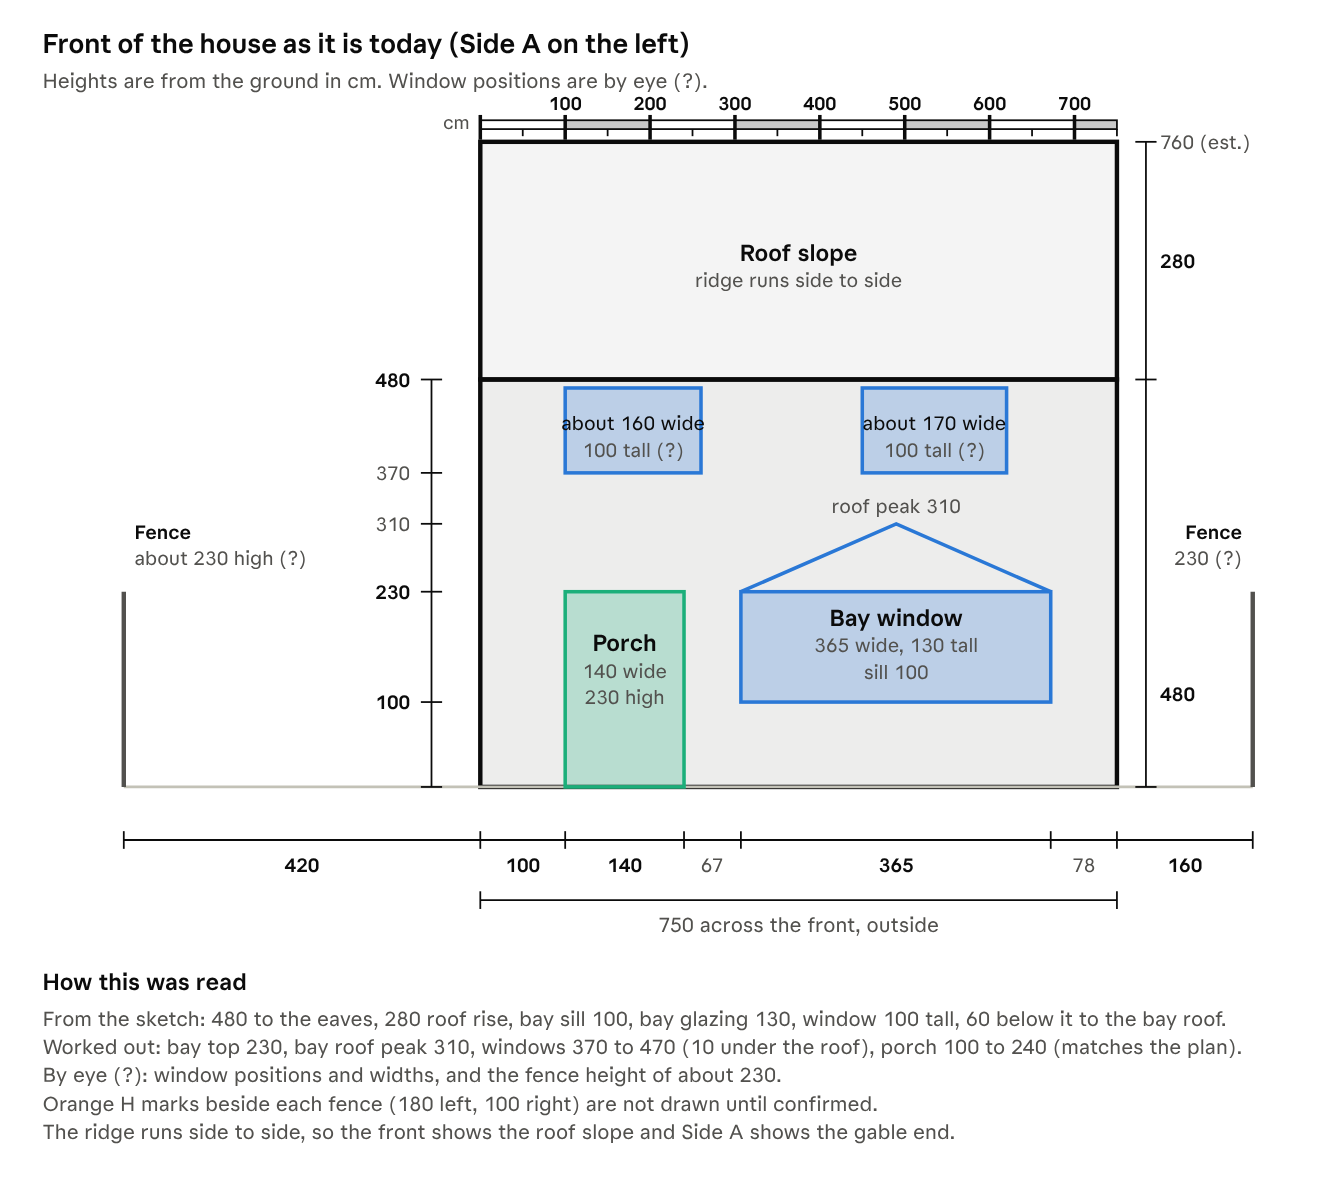 Front of the house as it is today (Side A on the left)
Heights are from the ground in cm. Window positions are by eye (?).
100 200 300 400 500 600 700
cm
760 (est.)
Roof slope
ridge runs side to side
280
480
about 160 wide
100 tall (?)
about 170 wide
100 tall (?)
370
roof peak 310
310
Fence
about 230 high (?)
Fence
230 (?)
230
Bay window
365 wide, 130 tall
sill 100
Porch
140 wide
230 high
100
480
420 100 140 67 365 78 160
750 across the front, outside
How this was read
From the sketch: 480 to the eaves, 280 roof rise, bay sill 100, bay glazing 130, window 100 tall, 60 below it to the bay roof.
Worked out: bay top 230, bay roof peak 310, windows 370 to 470 (10 under the roof), porch 100 to 240 (matches the plan).
By eye (?): window positions and widths, and the fence height of about 230.
Orange H marks beside each fence (180 left, 100 right) are not drawn until confirmed.
The ridge runs side to side, so the front shows the roof slope and Side A shows the gable end.